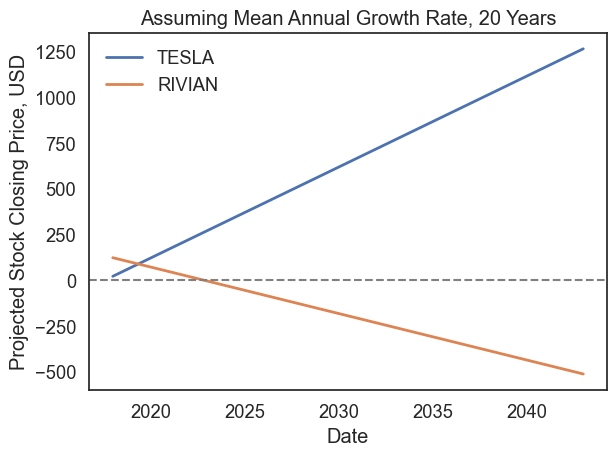 Assuming Mean Annual Growth Rate, 20 Years
Projected Stock Closing Price, USD
1250
1000
750
500
250
0
−250
−500
TESLA
RIVIAN
2020 2025 2030 2035 2040
Date